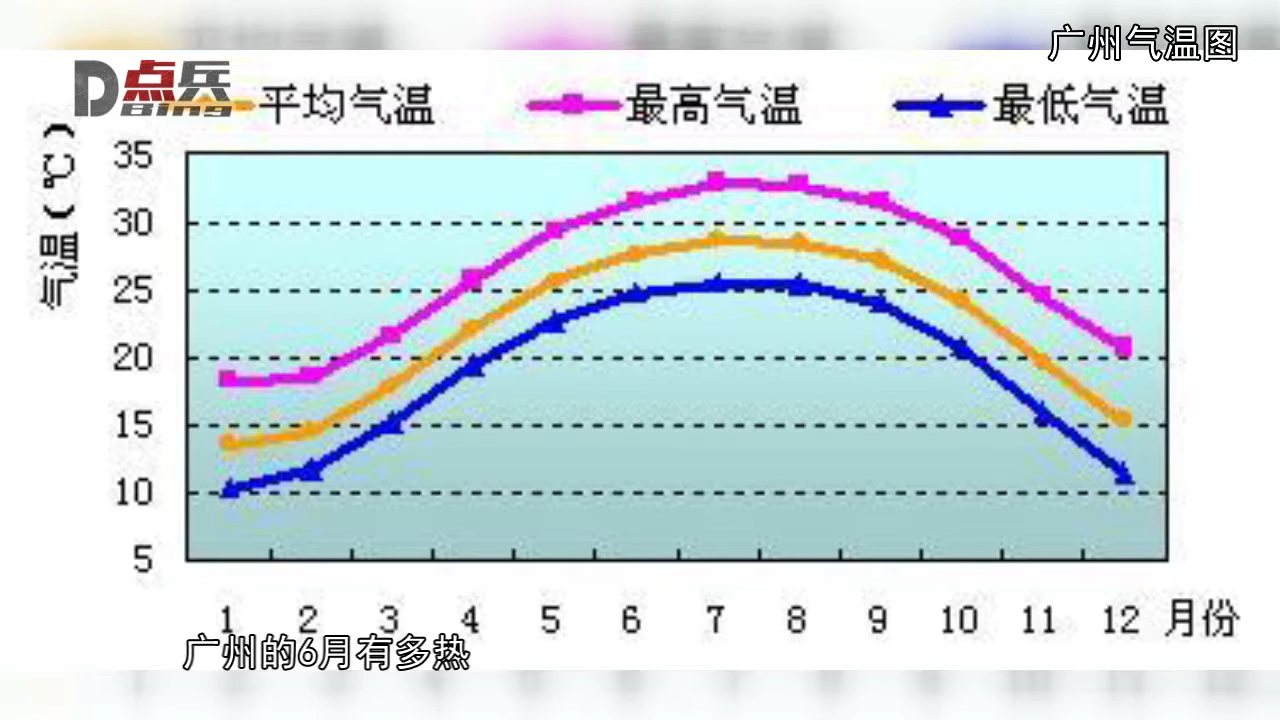 广州气温图
D点兵
Bing
平均气温
最高气温
最低气温
气温(℃)
35
30
25
20
15
10
5
1 2 3 4 5 6 7 8 9 10 11 12 月份
广州的6月有多热